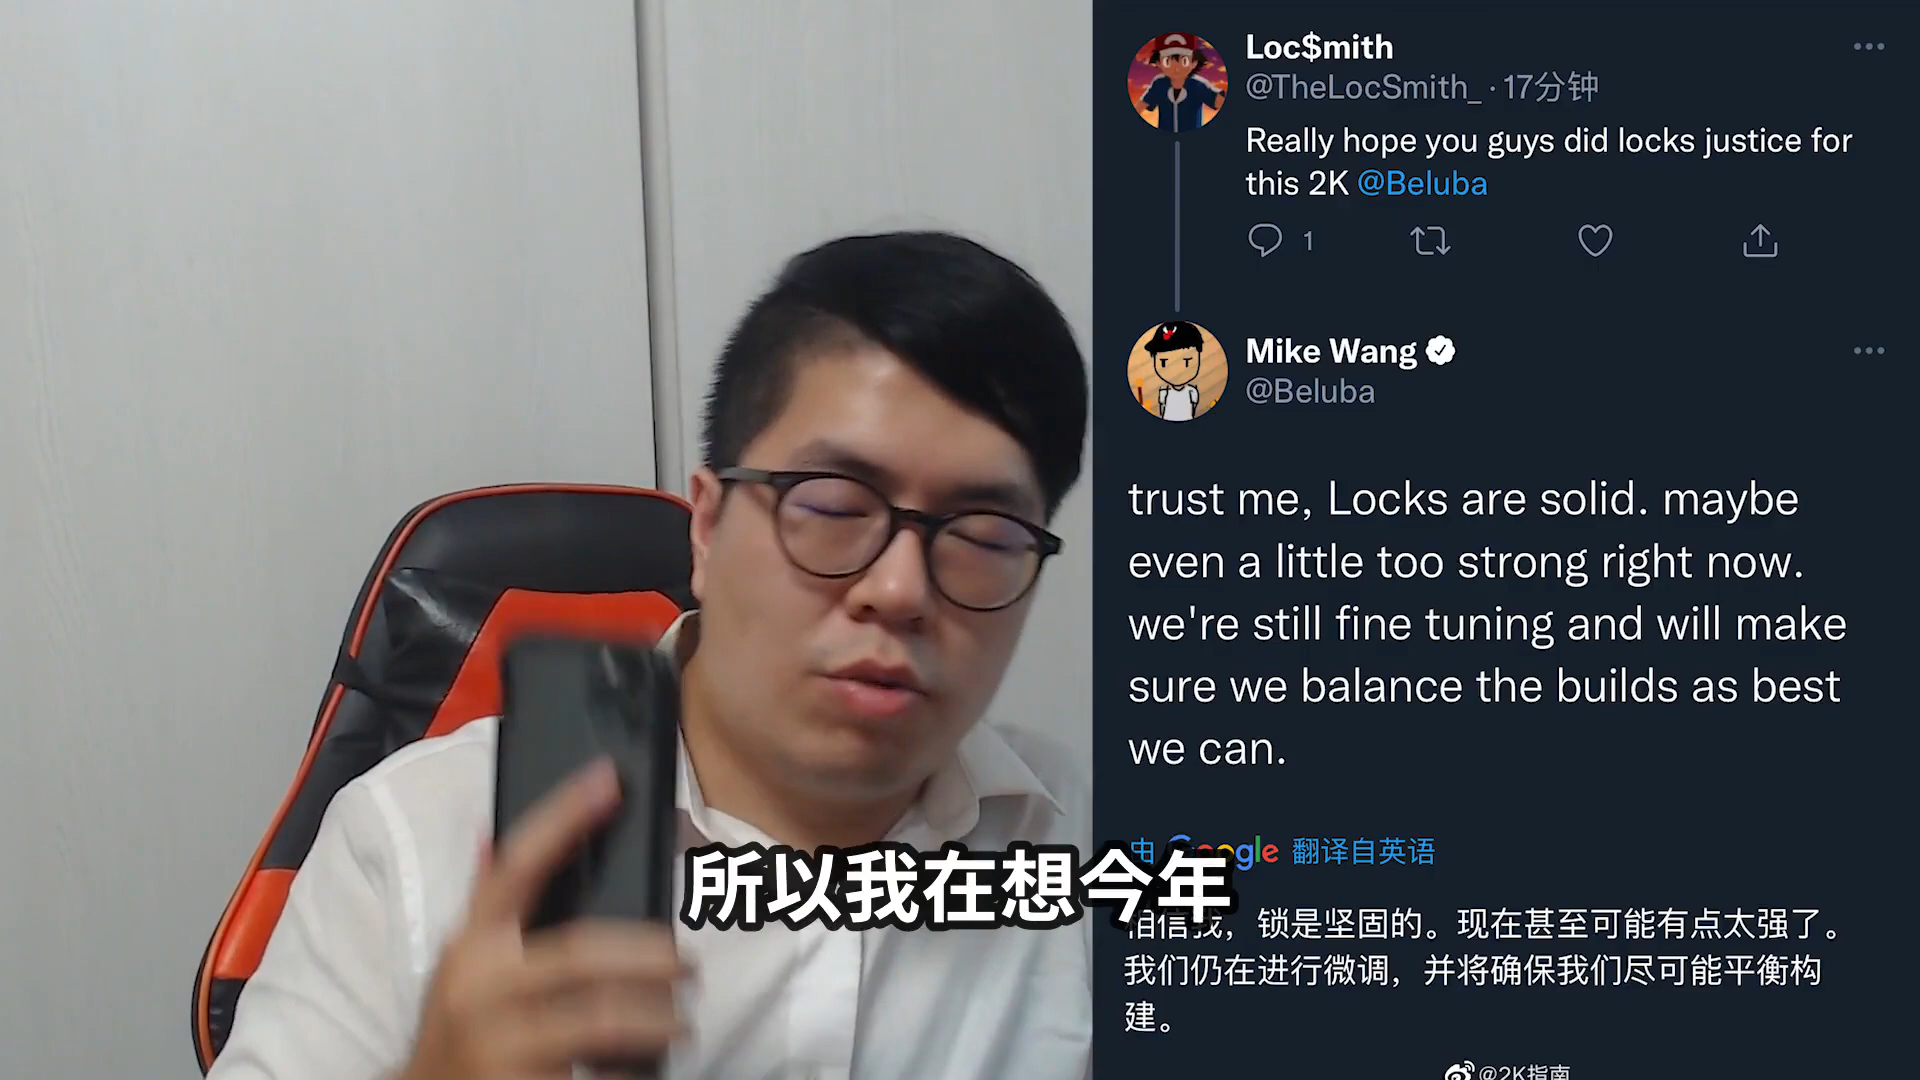 Loc$mith
@TheLocSmith_ · 17分钟
Really hope you guys did locks justice for
this 2K @Beluba
1
Mike Wang
@Beluba
trust me, Locks are solid. maybe
even a little too strong right now.
we're still fine tuning and will make
sure we balance the builds as best
we can.
由 Google 翻译自英语
所以我在想今年
相信我，锁是坚固的。现在甚至可能有点太强了。
我们仍在进行微调，并将确保我们尽可能平衡构
建。
@2K指南